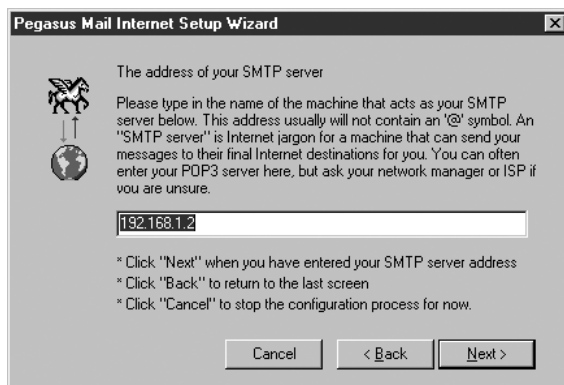 Pegasus Mail Internet Setup Wizard
The address of your SMTP server
Please type in the name of the machine that acts as your SMTP
server below. This address usually will not contain an '@' symbol. An
"SMTP server" is Internet jargon for a machine that can send your
messages to their final Internet destinations for you. You can often
enter your POP3 server here, but ask your network manager or ISP if
you are unsure.
192.168.1.2
* Click "Next" when you have entered your SMTP server address
* Click "Back" to return to the last screen
* Click "Cancel" to stop the configuration process for now.
Cancel < Back Next >